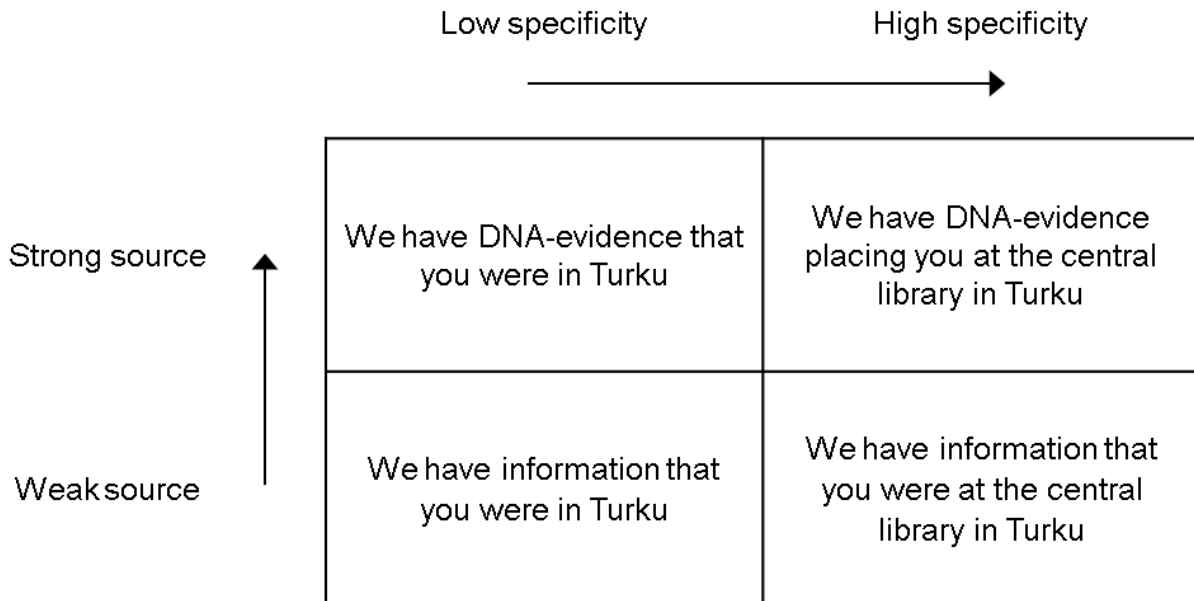 Low specificity
High specificity
Strong source
We have DNA-evidence that
you were in Turku
We have DNA-evidence
placing you at the central
library in Turku
Weak source
We have information that
you were in Turku
We have information that
you were at the central
library in Turku